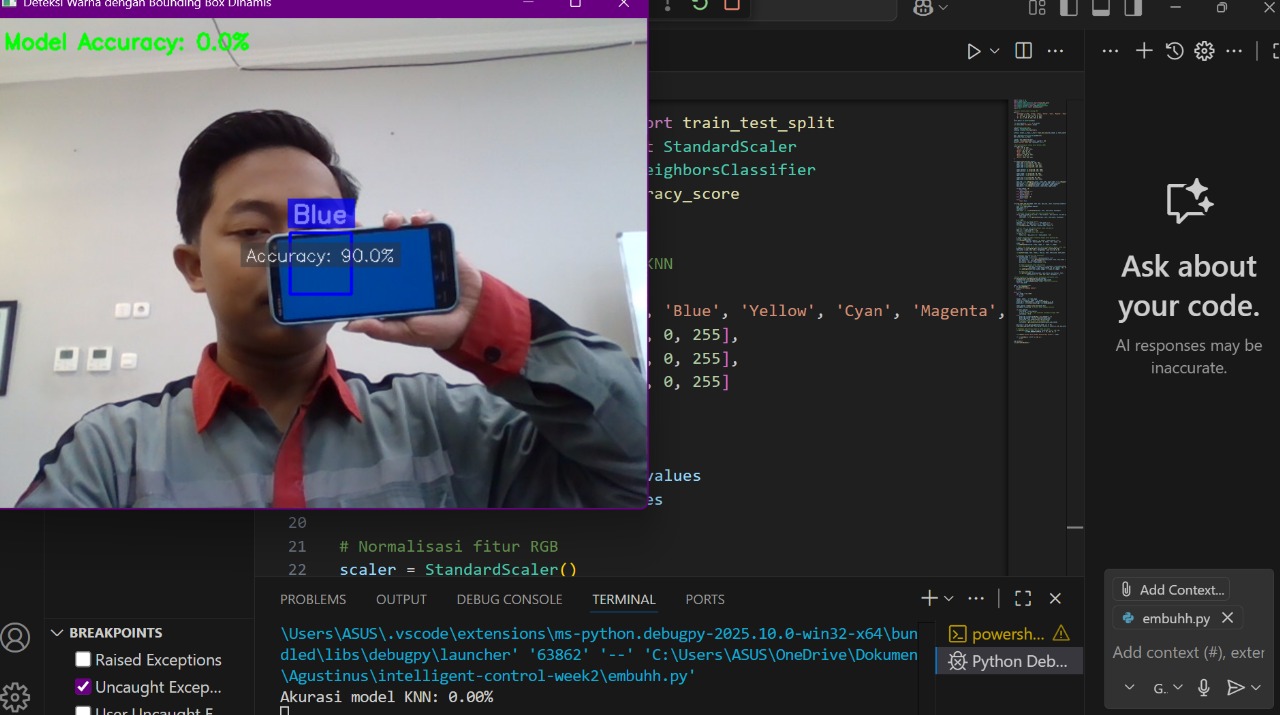 Deteksi Warna dengan Bounding Box Dinamis
Model Accuracy: 0.0%
Blue
Accuracy: 90.0%
ort train_test_split
t StandardScaler
eighborsClassifier
racy_score
KNN
, 'Blue', 'Yellow', 'Cyan', 'Magenta',
, 0, 255],
, 0, 255],
, 0, 255]
values
es
20
21 # Normalisasi fitur RGB
22 scaler = StandardScaler()
PROBLEMS OUTPUT DEBUG CONSOLE TERMINAL PORTS
\Users\ASUS\.vscode\extensions\ms-python.debugpy-2025.10.0-win32-x64\bun
dled\libs\debugpy\launcher' '63862' '--' 'C:\Users\ASUS\OneDrive\Dokumen
\Agustinus\intelligent-control-week2\embuhh.py'
Akurasi model KNN: 0.00%
powersh...
Python Deb...
BREAKPOINTS
Raised Exceptions
Uncaught Excep...
Ask about
your code.
AI responses may be
inaccurate.
Add Context...
embuhh.py
Add context (#), exter
G..